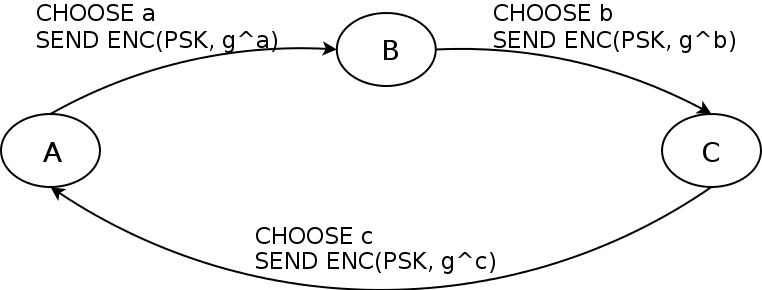 CHOOSE a
SEND ENC(PSK, g^a)
CHOOSE b
SEND ENC(PSK, g^b)
B
A
C
CHOOSE c
SEND ENC(PSK, g^c)